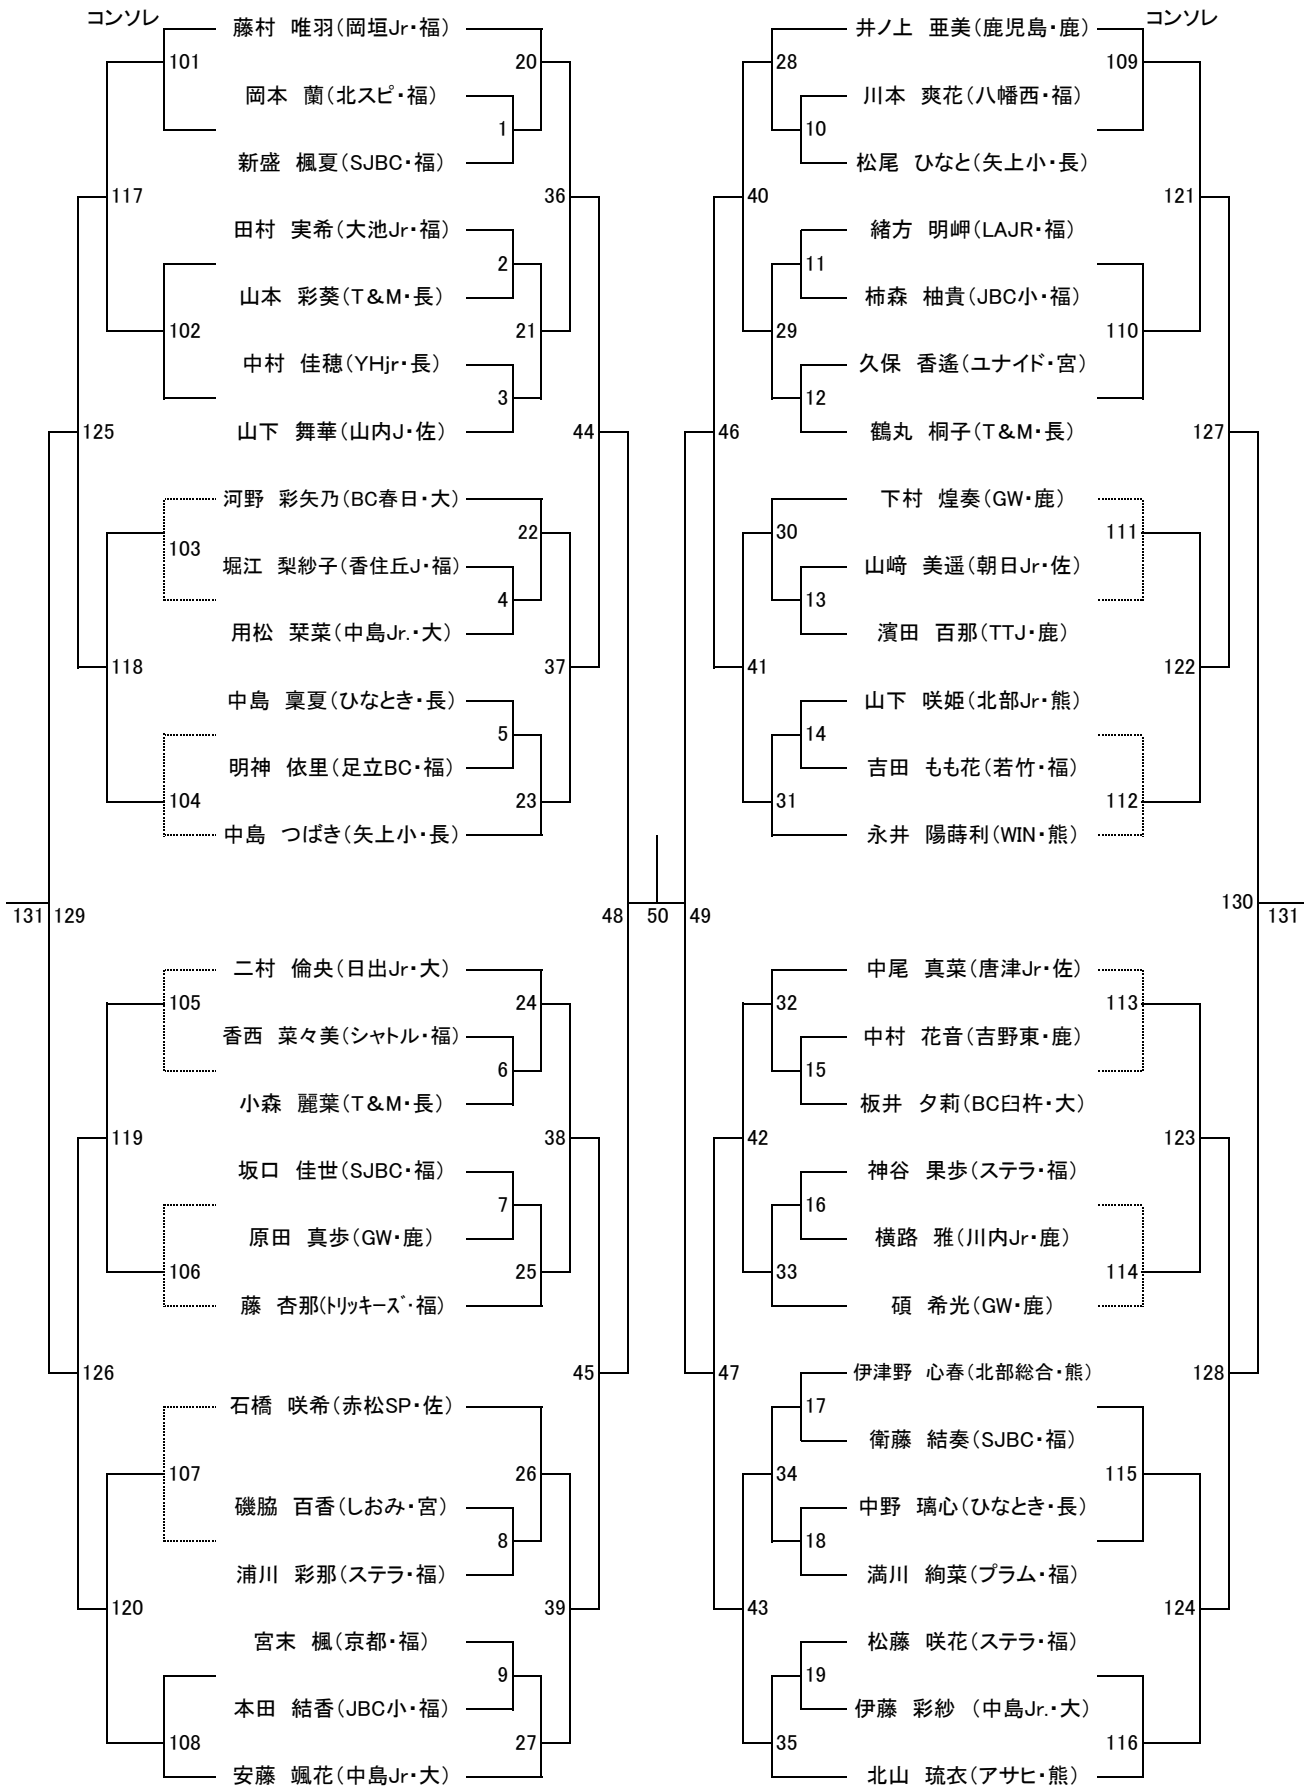 コンソレ
101
藤村 唯羽(岡垣Jr・福)
20
岡本 蘭(北スピ・福)
1
新盛 楓夏(SJBC・福)
117
36
田村 実希(大池Jr・福)
2
山本 彩葵(T&M・長)
102
21
中村 佳穂(YHjr・長)
3
山下 舞華(山内J・佐)
125
44
河野 彩矢乃(BC春日・大)
22
103
堀江 梨紗子(香住丘J・福)
4
用松 栞菜(中島Jr.・大)
118
37
中島 稟夏(ひなとき・長)
5
明神 依里(足立BC・福)
104
23
中島 つばき(矢上小・長)
131
129
48
50
二村 倫央(日出Jr・大)
105
24
香西 菜々美(シャトル・福)
6
小森 麗葉(T&M・長)
119
38
坂口 佳世(SJBC・福)
7
原田 真歩(GW・鹿)
106
25
藤 杏那(トリッキーズ・福)
126
45
石橋 咲希(赤松SP・佐)
107
26
磯脇 百香(しおみ・宮)
8
浦川 彩那(ステラ・福)
120
39
宮末 楓(京都・福)
9
本田 結香(JBC小・福)
108
27
安藤 颯花(中島Jr・大)
コンソレ
井ノ上 亜美(鹿児島・鹿)
28
109
川本 爽花(八幡西・福)
10
松尾 ひなと(矢上小・長)
40
121
緒方 明岬(LAJR・福)
11
柿森 柚貴(JBC小・福)
29
110
久保 香遙(ユナイド・宮)
12
鶴丸 桐子(T&M・長)
46
127
下村 煌奏(GW・鹿)
30
111
山﨑 美遥(朝日Jr・佐)
13
濱田 百那(TTJ・鹿)
41
122
山下 咲姫(北部Jr・熊)
14
吉田 もも花(若竹・福)
31
112
永井 陽蒔利(WIN・熊)
49
130
131
中尾 真菜(唐津Jr・佐)
32
113
中村 花音(吉野東・鹿)
15
板井 夕莉(BC臼杵・大)
42
123
神谷 果歩(ステラ・福)
16
横路 雅(川内Jr・鹿)
33
114
碩 希光(GW・鹿)
47
128
伊津野 心春(北部総合・熊)
17
衛藤 結奏(SJBC・福)
34
115
中野 璃心(ひなとき・長)
18
満川 絢菜(プラム・福)
43
124
松藤 咲花(ステラ・福)
19
伊藤 彩紗 (中島Jr.・大)
35
116
北山 琉衣(アサヒ・熊)